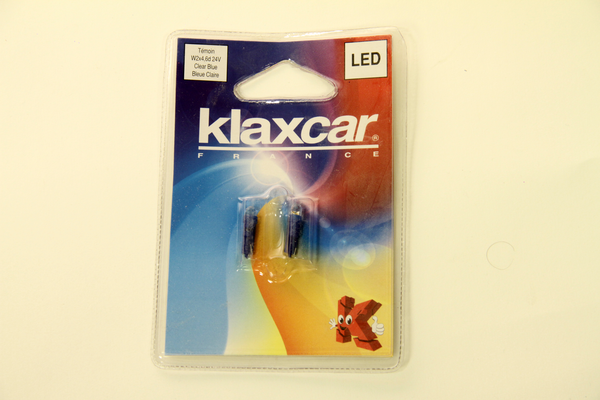 Témoin
W2x4,6d 24V
Clear Blue
Bleue Claire
LED
klaxcar®
FRANCE